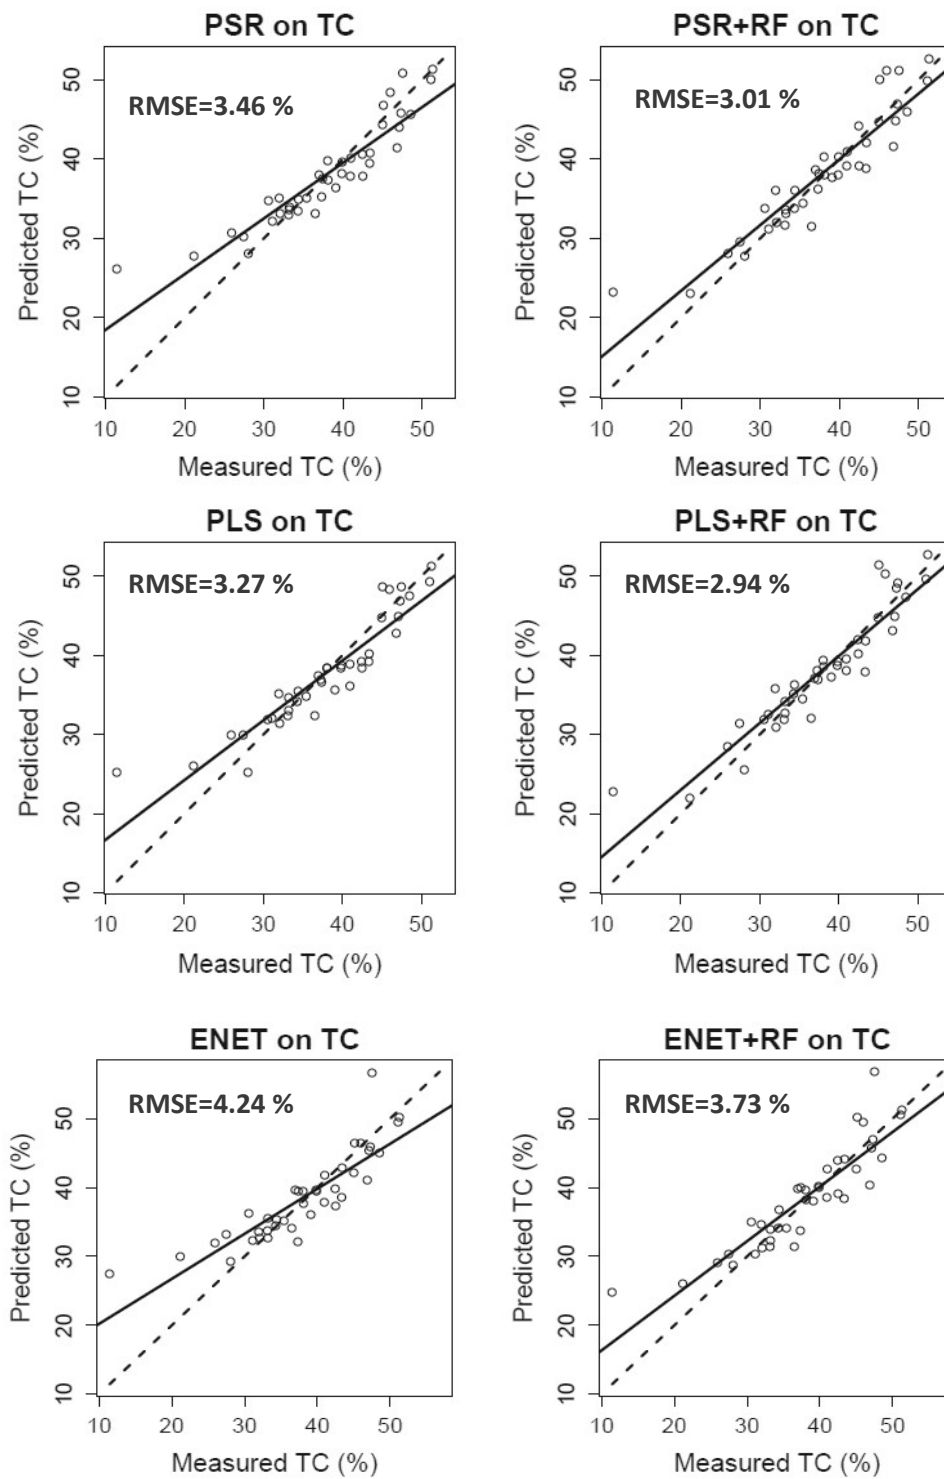 PSR on TC
RMSE=3.46 %
Predicted TC (%)
50
40
30
20
10
10 20 30 40 50
Measured TC (%)
PSR+RF on TC
RMSE=3.01 %
Predicted TC (%)
50
40
30
20
10
10 20 30 40 50
Measured TC (%)
PLS on TC
RMSE=3.27 %
Predicted TC (%)
50
40
30
20
10
10 20 30 40 50
Measured TC (%)
PLS+RF on TC
RMSE=2.94 %
Predicted TC (%)
50
40
30
20
10
10 20 30 40 50
Measured TC (%)
ENET on TC
RMSE=4.24 %
Predicted TC (%)
50
40
30
20
10
10 20 30 40 50
Measured TC (%)
ENET+RF on TC
RMSE=3.73 %
Predicted TC (%)
50
40
30
20
10
10 20 30 40 50
Measured TC (%)